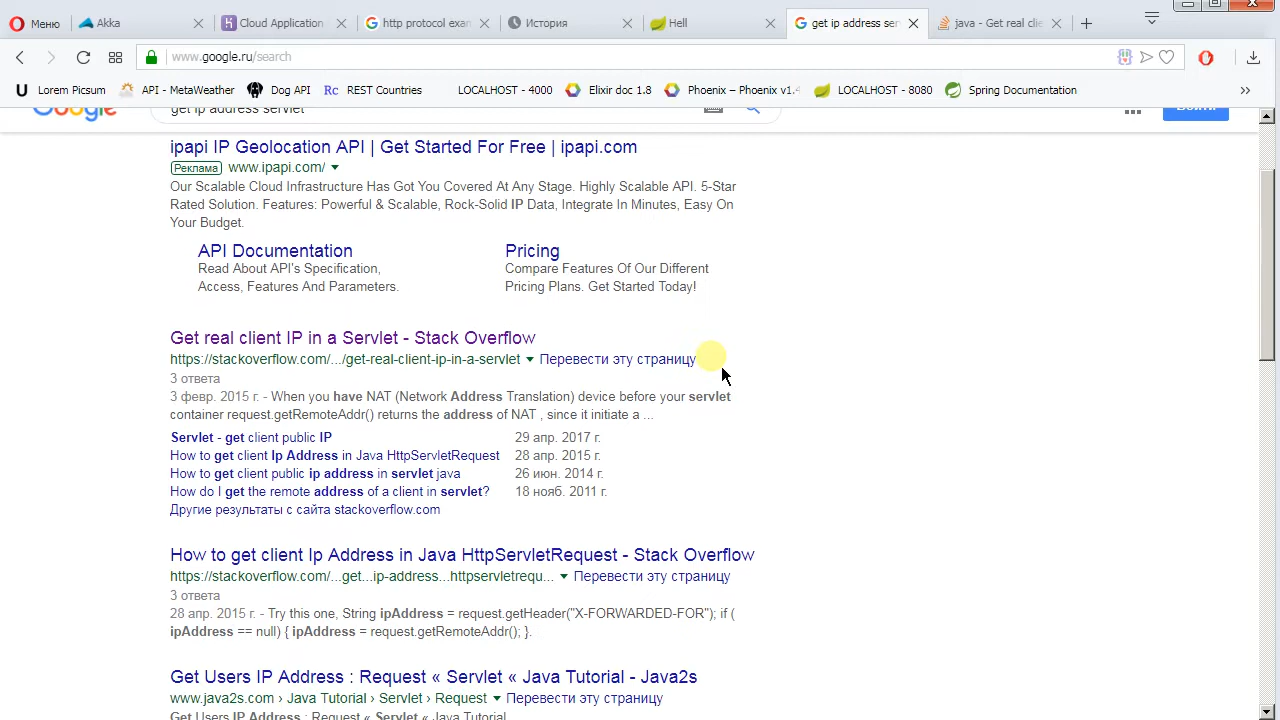 Меню
Akka
Cloud Application
http protocol exam
История
Hell
get ip address ser
java - Get real clie
www.google.ru/search
Lorem Picsum
API - MetaWeather
Dog API
Rc REST Countries
LOCALHOST - 4000
Elixir doc 1.8
Phoenix – Phoenix v1.4
LOCALHOST - 8080
Spring Documentation
Google
get ip address servlet
Войти
ipapi IP Geolocation API | Get Started For Free | ipapi.com
Реклама www.ipapi.com/
Our Scalable Cloud Infrastructure Has Got You Covered At Any Stage. Highly Scalable API. 5-Star
Rated Solution. Features: Powerful & Scalable, Rock-Solid IP Data, Integrate In Minutes, Easy On
Your Budget.
API Documentation
Read About API's Specification,
Access, Features And Parameters.
Pricing
Compare Features Of Our Different
Pricing Plans. Get Started Today!
Get real client IP in a Servlet - Stack Overflow
https://stackoverflow.com/.../get-real-client-ip-in-a-servlet Перевести эту страницу
3 ответа
3 февр. 2015 г. - When you have NAT (Network Address Translation) device before your servlet
container request.getRemoteAddr() returns the address of NAT , since it initiate a ...
Servlet - get client public IP 29 апр. 2017 г.
How to get client Ip Address in Java HttpServletRequest 28 апр. 2015 г.
How to get client public ip address in servlet java 26 июн. 2014 г.
How do I get the remote address of a client in servlet? 18 нояб. 2011 г.
Другие результаты с сайта stackoverflow.com
How to get client Ip Address in Java HttpServletRequest - Stack Overflow
https://stackoverflow.com/...get...ip-address...httpservletrequ... Перевести эту страницу
3 ответа
28 апр. 2015 г. - Try this one, String ipAddress = request.getHeader("X-FORWARDED-FOR"); if (
ipAddress == null) { ipAddress = request.getRemoteAddr(); }.
Get Users IP Address : Request « Servlet « Java Tutorial - Java2s
www.java2s.com › Java Tutorial › Servlet › Request Перевести эту страницу
Get Users IP Address : Request « Servlet « Java Tutorial.